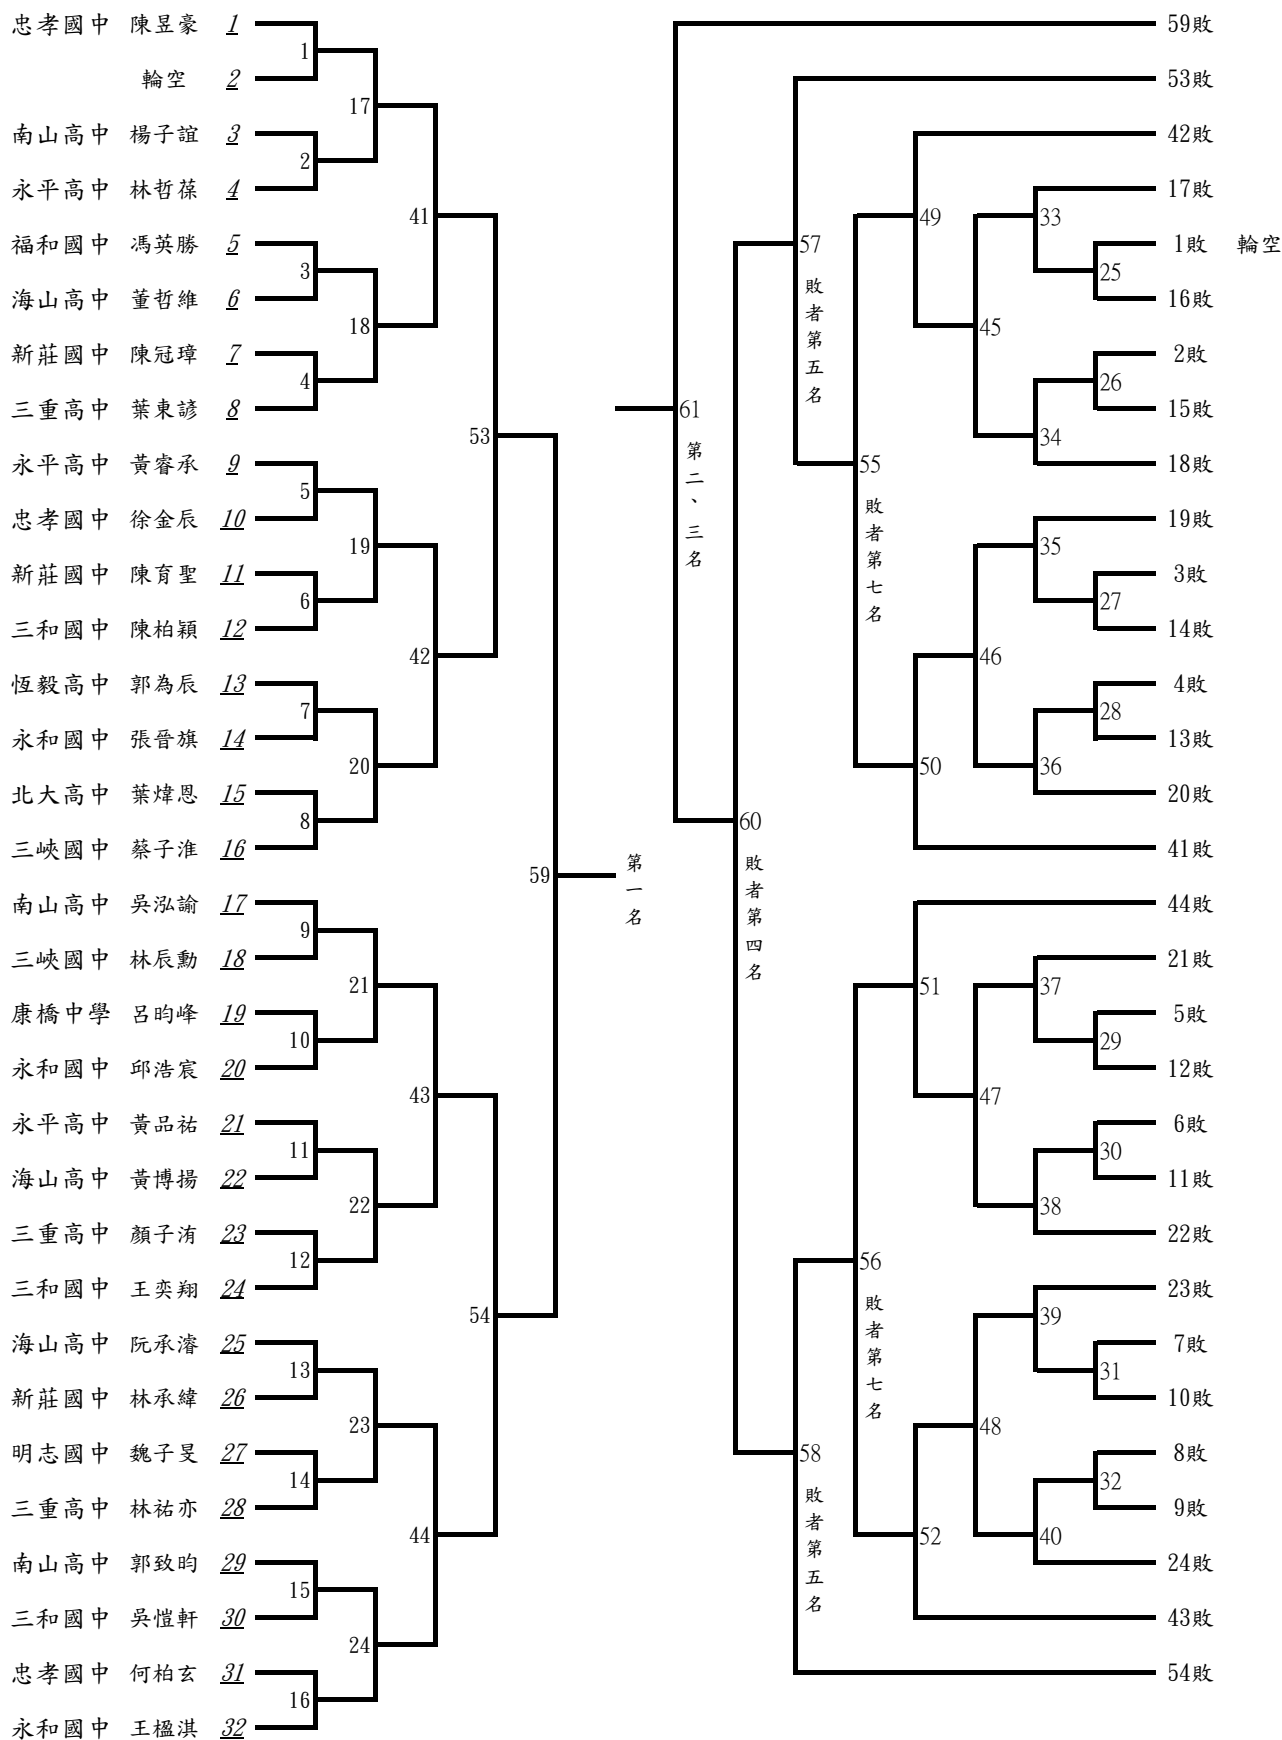 忠孝國中 陳昱豪 1
輪空 2
南山高中 楊子誼 3
永平高中 林哲葆 4
福和國中 馮英勝 5
海山高中 董哲維 6
新莊國中 陳冠璋 7
三重高中 葉東諺 8
永平高中 黃睿承 9
忠孝國中 徐金辰 10
新莊國中 陳育聖 11
三和國中 陳柏穎 12
恆毅高中 郭為辰 13
永和國中 張晉旗 14
北大高中 葉煒恩 15
三峽國中 蔡子淮 16
南山高中 吳泓諭 17
三峽國中 林辰勳 18
康橋中學 呂昀峰 19
永和國中 邱浩宸 20
永平高中 黃品祐 21
海山高中 黃博揚 22
三重高中 顏子洧 23
三和國中 王奕翔 24
海山高中 阮承濬 25
新莊國中 林承緯 26
明志國中 魏子旻 27
三重高中 林祐亦 28
南山高中 郭致昀 29
三和國中 吳愷軒 30
忠孝國中 何柏玄 31
永和國中 王楹淇 32
1
2
3
4
5
6
7
8
9
10
11
12
13
14
15
16
17
18
19
20
21
22
23
24
41
42
43
44
53
54
59
第一名
61
第二、三名
60
敗者第四名
57
敗者第五名
58
敗者第五名
55
敗者第七名
56
敗者第七名
49
50
51
52
45
46
47
48
33
34
35
36
37
38
39
40
25
26
27
28
29
30
31
32
59敗
53敗
42敗
17敗
1敗 輪空
16敗
2敗
15敗
18敗
19敗
3敗
14敗
4敗
13敗
20敗
41敗
44敗
21敗
5敗
12敗
6敗
11敗
22敗
23敗
7敗
10敗
8敗
9敗
24敗
43敗
54敗